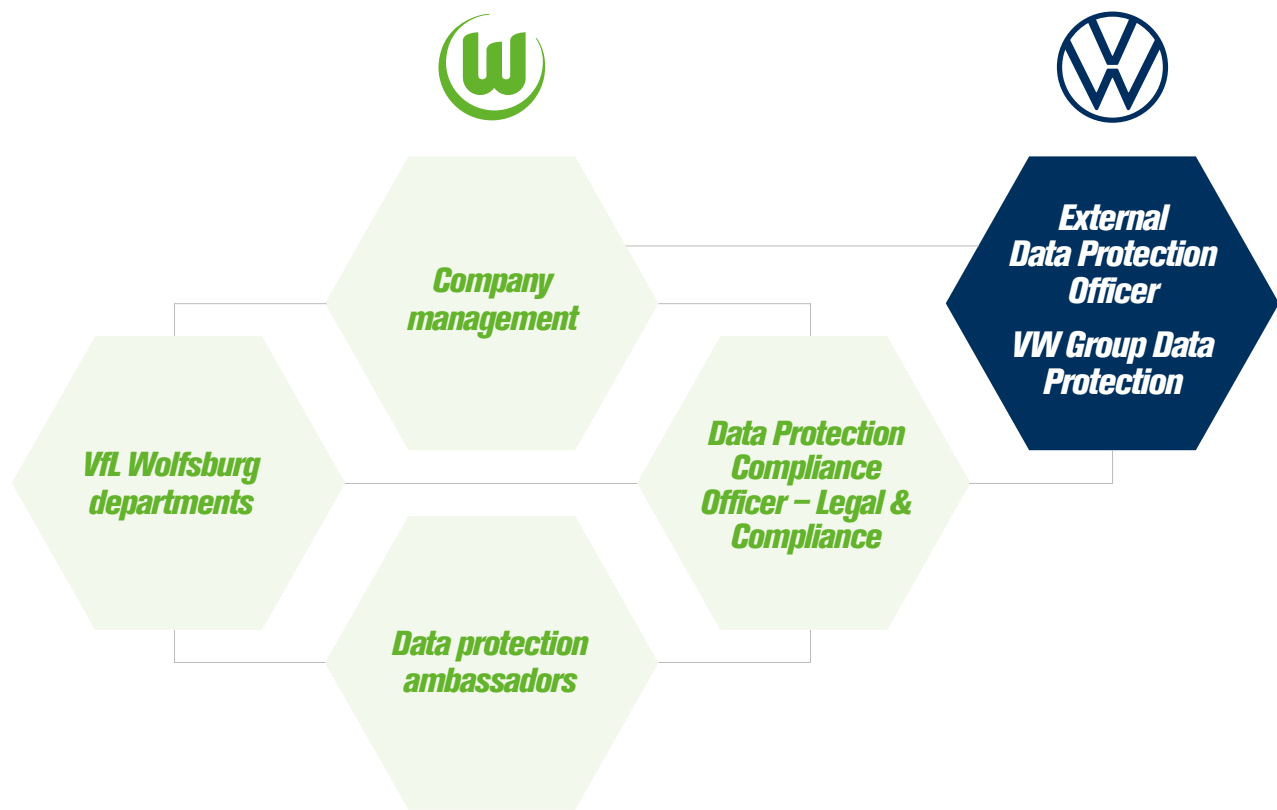 Company
management
External
Data Protection
Officer
VW Group Data
Protection
VfL Wolfsburg
departments
Data Protection
Compliance
Officer – Legal &
Compliance
Data protection
ambassadors